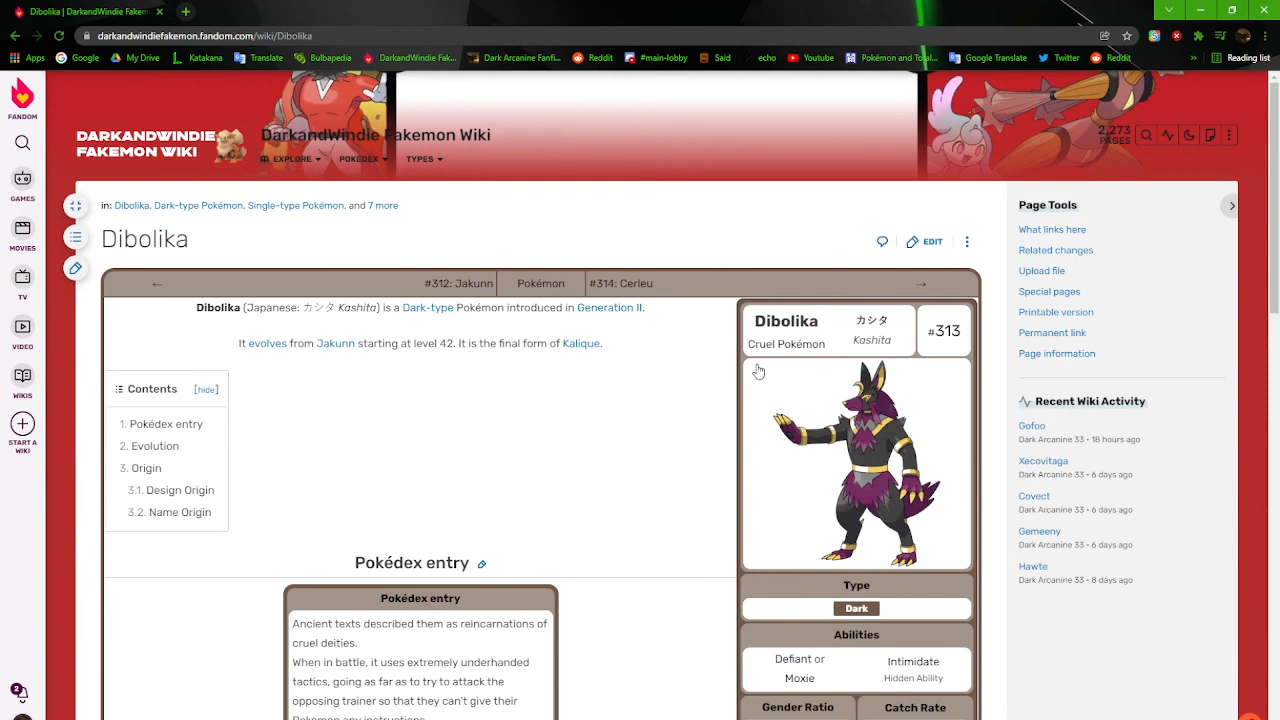 Dibolika | DarkandWindie Fakem
darkandwindiefakemon.fandom.com/wiki/Dibolika
Apps Google My Drive Katakana Translate Bulbapedia DarkandWindie Fak... Dark Arcanine Fanfi... Reddit #main-lobby Said echo YouTube Pokémon and Total... Google Translate Twitter Reddit » Reading list
FANDOM
GAMES
MOVIES
TV
VIDEO
WIKIS
START A
WIKI
2
DARKANDWINDIE
FAKEMON WIKI
DarkandWindie Fakemon Wiki
EXPLORE POKÉDEX TYPES
2,273
PAGES
in: Dibolika, Dark-type Pokémon, Single-type Pokémon, and 7 more
Dibolika
EDIT
← #312: Jakunn Pokémon #314: Cerleu →
Dibolika (Japanese: カシタ Kashita) is a Dark-type Pokémon introduced in Generation II.
It evolves from Jakunn starting at level 42. It is the final form of Kalique.
Contents [hide]
1. Pokédex entry
2. Evolution
3. Origin
3.1. Design Origin
3.2. Name Origin
Pokédex entry
Pokédex entry
Ancient texts described them as reincarnations of
cruel deities.
When in battle, it uses extremely underhanded
tactics, going as far as to try to attack the
opposing trainer so that they can't give their
Pokemon any instructions.
Dibolika
Cruel Pokémon
カシタ
Kashita
#313
Type
Dark
Abilities
Defiant or
Moxie
Intimidate
Hidden Ability
Gender Ratio
Catch Rate
Page Tools
What links here
Related changes
Upload file
Special pages
Printable version
Permanent link
Page information
Recent Wiki Activity
Gofoo
Dark Arcanine 33 • 18 hours ago
Xecovitaga
Dark Arcanine 33 • 6 days ago
Covect
Dark Arcanine 33 • 6 days ago
Gemeeny
Dark Arcanine 33 • 6 days ago
Hawte
Dark Arcanine 33 • 8 days ago